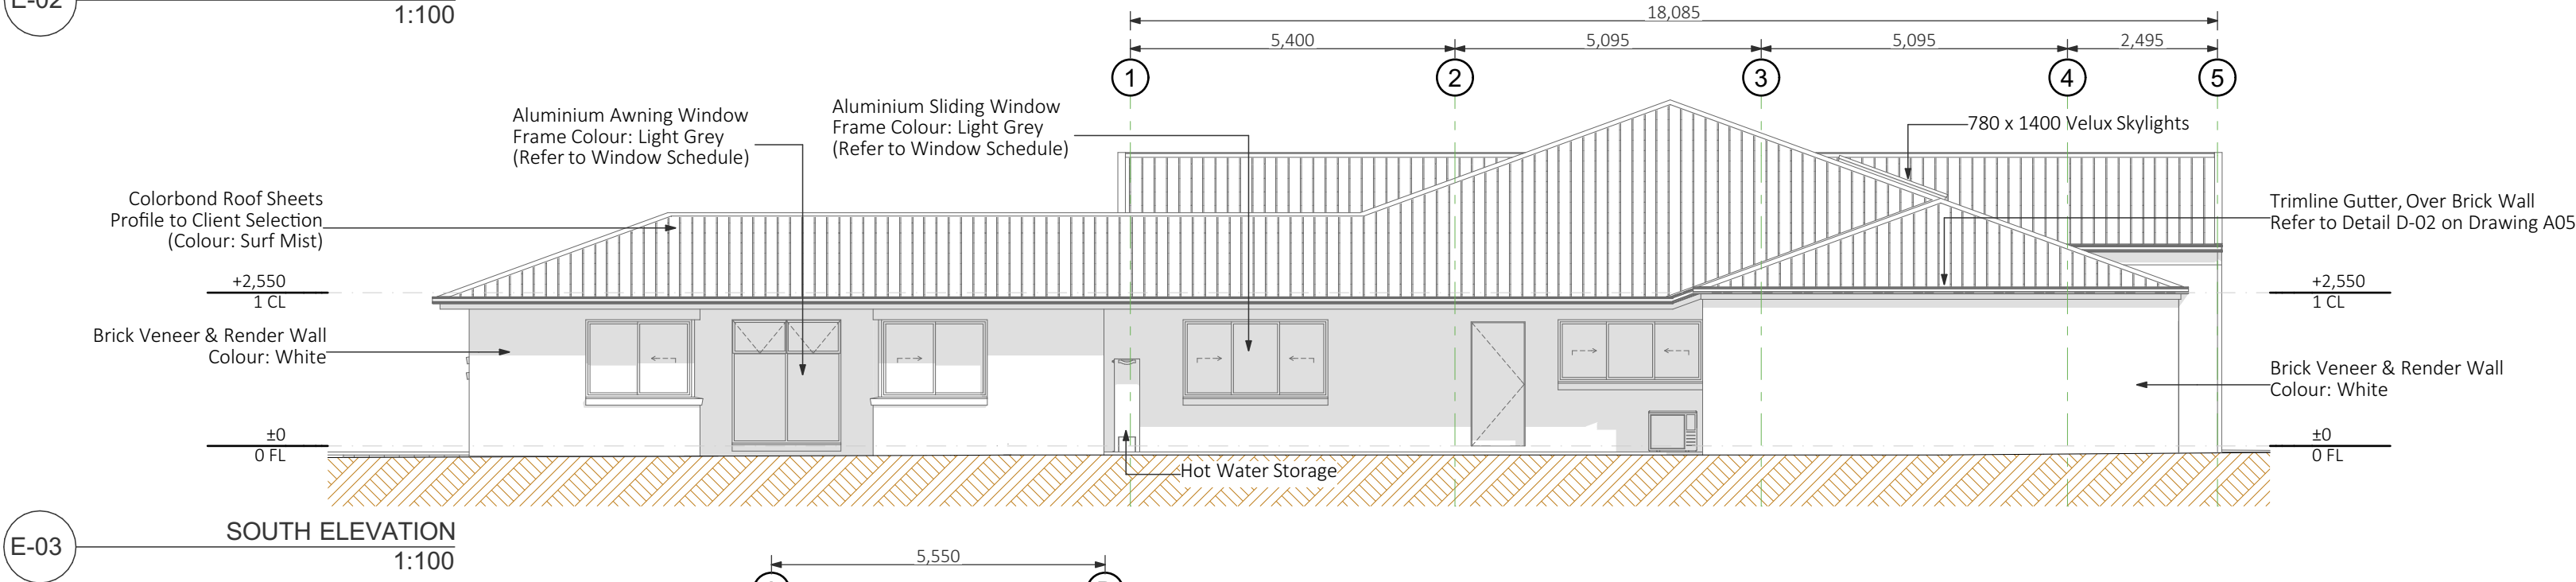 E-02
1:100
18,085
5,400
5,095
5,095
2,495
1
2
3
4
5
Aluminium Awning Window
Frame Colour: Light Grey
(Refer to Window Schedule)
Aluminium Sliding Window
Frame Colour: Light Grey
(Refer to Window Schedule)
780 x 1400 Velux Skylights
Colorbond Roof Sheets
Profile to Client Selection
(Colour: Surf Mist)
Trimline Gutter, Over Brick Wall
Refer to Detail D-02 on Drawing A05
+2,550
1 CL
+2,550
1 CL
Brick Veneer & Render Wall
Colour: White
Brick Veneer & Render Wall
Colour: White
±0
0 FL
±0
0 FL
Hot Water Storage
E-03
SOUTH ELEVATION
1:100
5,550